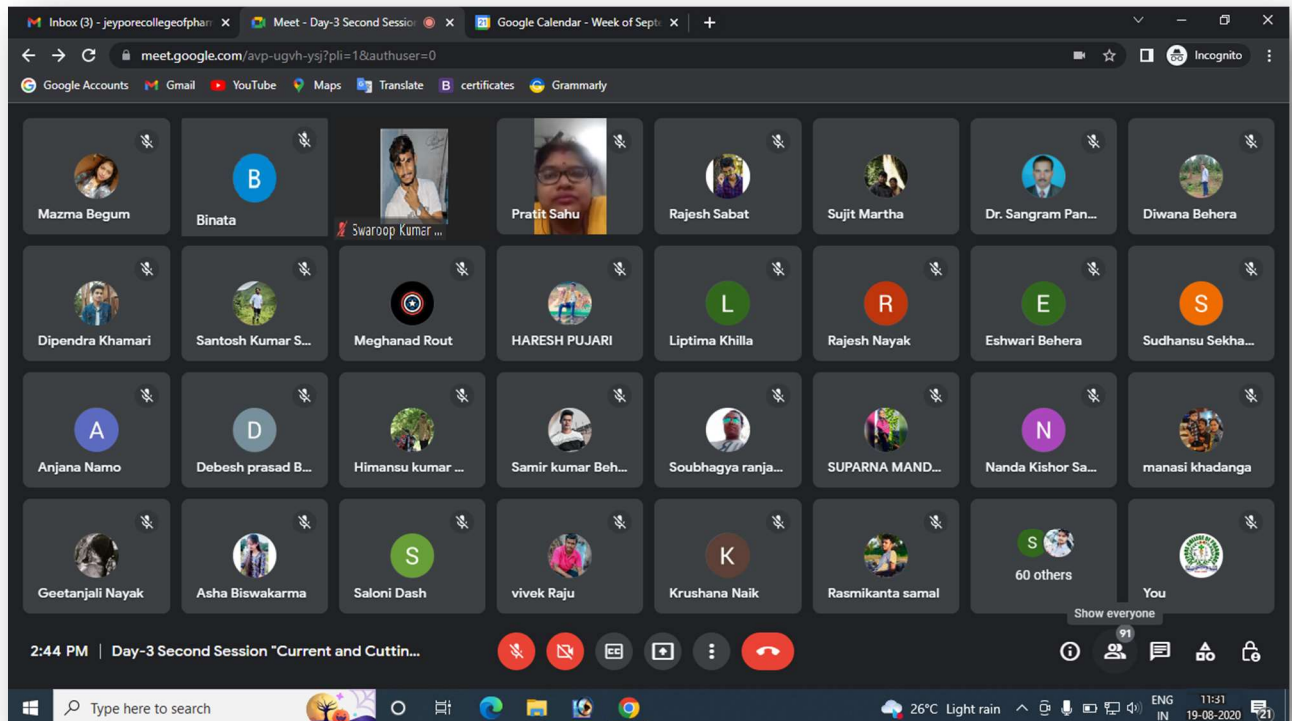 Inbox (3) - jeyporecollegeofpharm
Meet - Day-3 Second Session
Google Calendar - Week of Septe
meet.google.com/avp-ugvh-ysj?pli=1&authuser=0
Incognito
Google Accounts
Gmail
YouTube
Maps
Translate
B certificates
Grammarly
Mazma Begum
B
Binata
Swaroop Kumar ...
Pratit Sahu
Rajesh Sabat
Sujit Martha
Dr. Sangram Pan...
Diwana Behera
Dipendra Khamari
Santosh Kumar S...
Meghanad Rout
HARESH PUJARI
L
Liptima Khilla
R
Rajesh Nayak
E
Eshwari Behera
S
Sudhansu Sekha...
A
Anjana Namo
D
Debesh prasad B...
Himansu kumar ...
Samir kumar Beh...
Soubhagya ranja...
SUPARNA MAND...
N
Nanda Kishor Sa...
manasi khadanga
Geetanjali Nayak
Asha Biswakarma
S
Saloni Dash
vivek Raju
K
Krushana Naik
Rasmikanta samal
S
60 others
You
Show everyone
2:44 PM | Day-3 Second Session "Current and Cuttin...
91
Type here to search
26°C Light rain
ENG
IN
11:31
19-08-2020
21